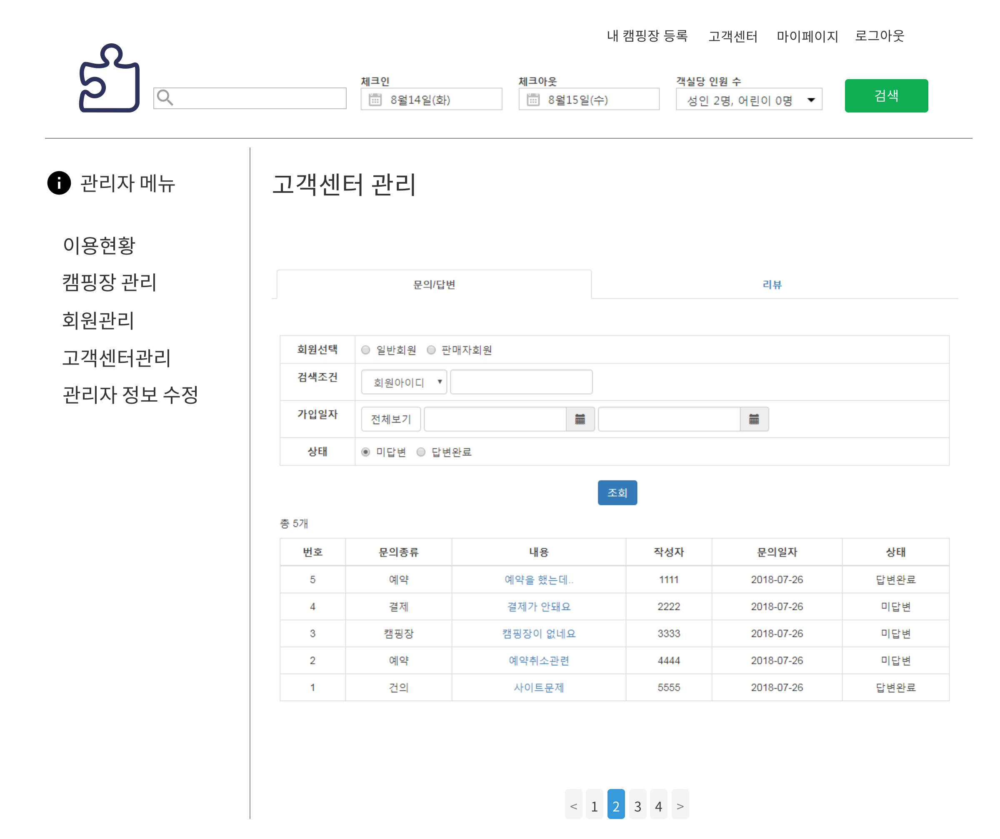 내 캠핑장 등록 고객센터 마이페이지 로그아웃
체크인 체크아웃 객실당 인원 수
8월14일(화) 8월15일(수) 성인 2명, 어린이 0명 검색
관리자 메뉴
이용현황
캠핑장 관리
회원관리
고객센터관리
관리자 정보 수정
고객센터 관리
문의/답변 리뷰
회원선택 일반회원 판매자회원
검색조건 회원아이디
가입일자 전체보기
상태 미답변 답변완료
조회
총 5개
번호 문의종류 내용 작성자 문의일자 상태
5 예약 예약을 했는데.. 1111 2018-07-26 답변완료
4 결제 결제가 안돼요 2222 2018-07-26 미답변
3 캠핑장 캠핑장이 없네요 3333 2018-07-26 미답변
2 예약 예약취소관련 4444 2018-07-26 미답변
1 건의 사이트문제 5555 2018-07-26 답변완료
< 1 2 3 4 >